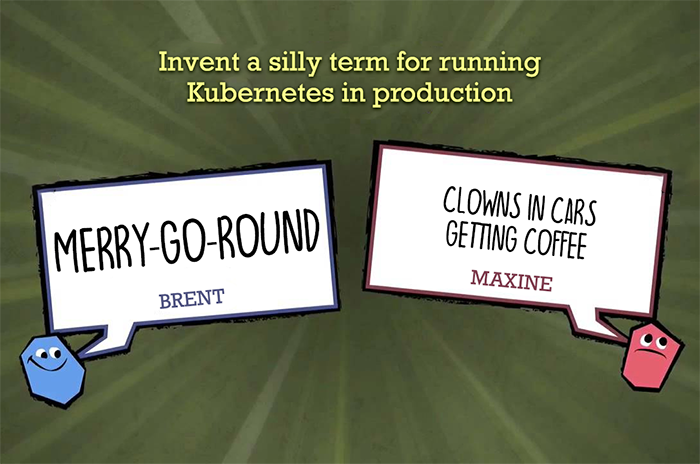 Invent a silly term for running
Kubernetes in production
MERRY-GO-ROUND
BRENT
CLOWNS IN CARS
GETTING COFFEE
MAXINE